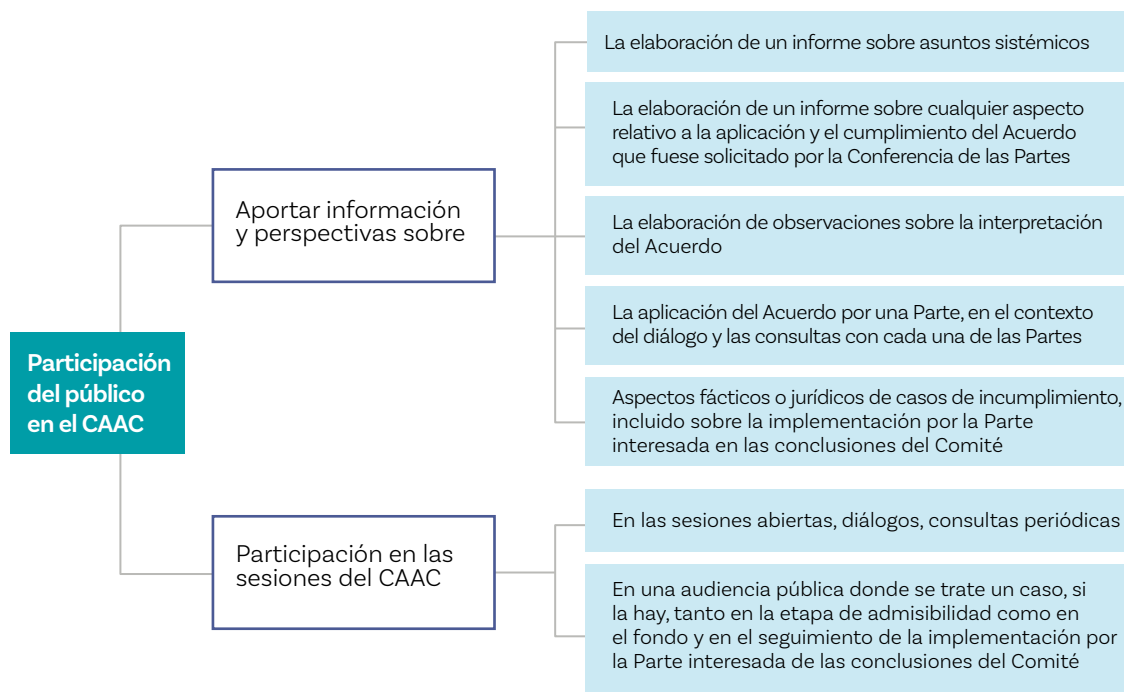 Participación
del público
en el CAAC
Aportar información
y perspectivas sobre
La elaboración de un informe sobre asuntos sistémicos
La elaboración de un informe sobre cualquier aspecto
relativo a la aplicación y el cumplimiento del Acuerdo
que fuese solicitado por la Conferencia de las Partes
La elaboración de observaciones sobre la interpretación
del Acuerdo
La aplicación del Acuerdo por una Parte, en el contexto
del diálogo y las consultas con cada una de las Partes
Aspectos fácticos o jurídicos de casos de incumplimiento,
incluido sobre la implementación por la Parte
interesada en las conclusiones del Comité
Participación en las
sesiones del CAAC
En las sesiones abiertas, diálogos, consultas periódicas
En una audiencia pública donde se trate un caso, si
la hay, tanto en la etapa de admisibilidad como en
el fondo y en el seguimiento de la implementación por
la Parte interesada de las conclusiones del Comité